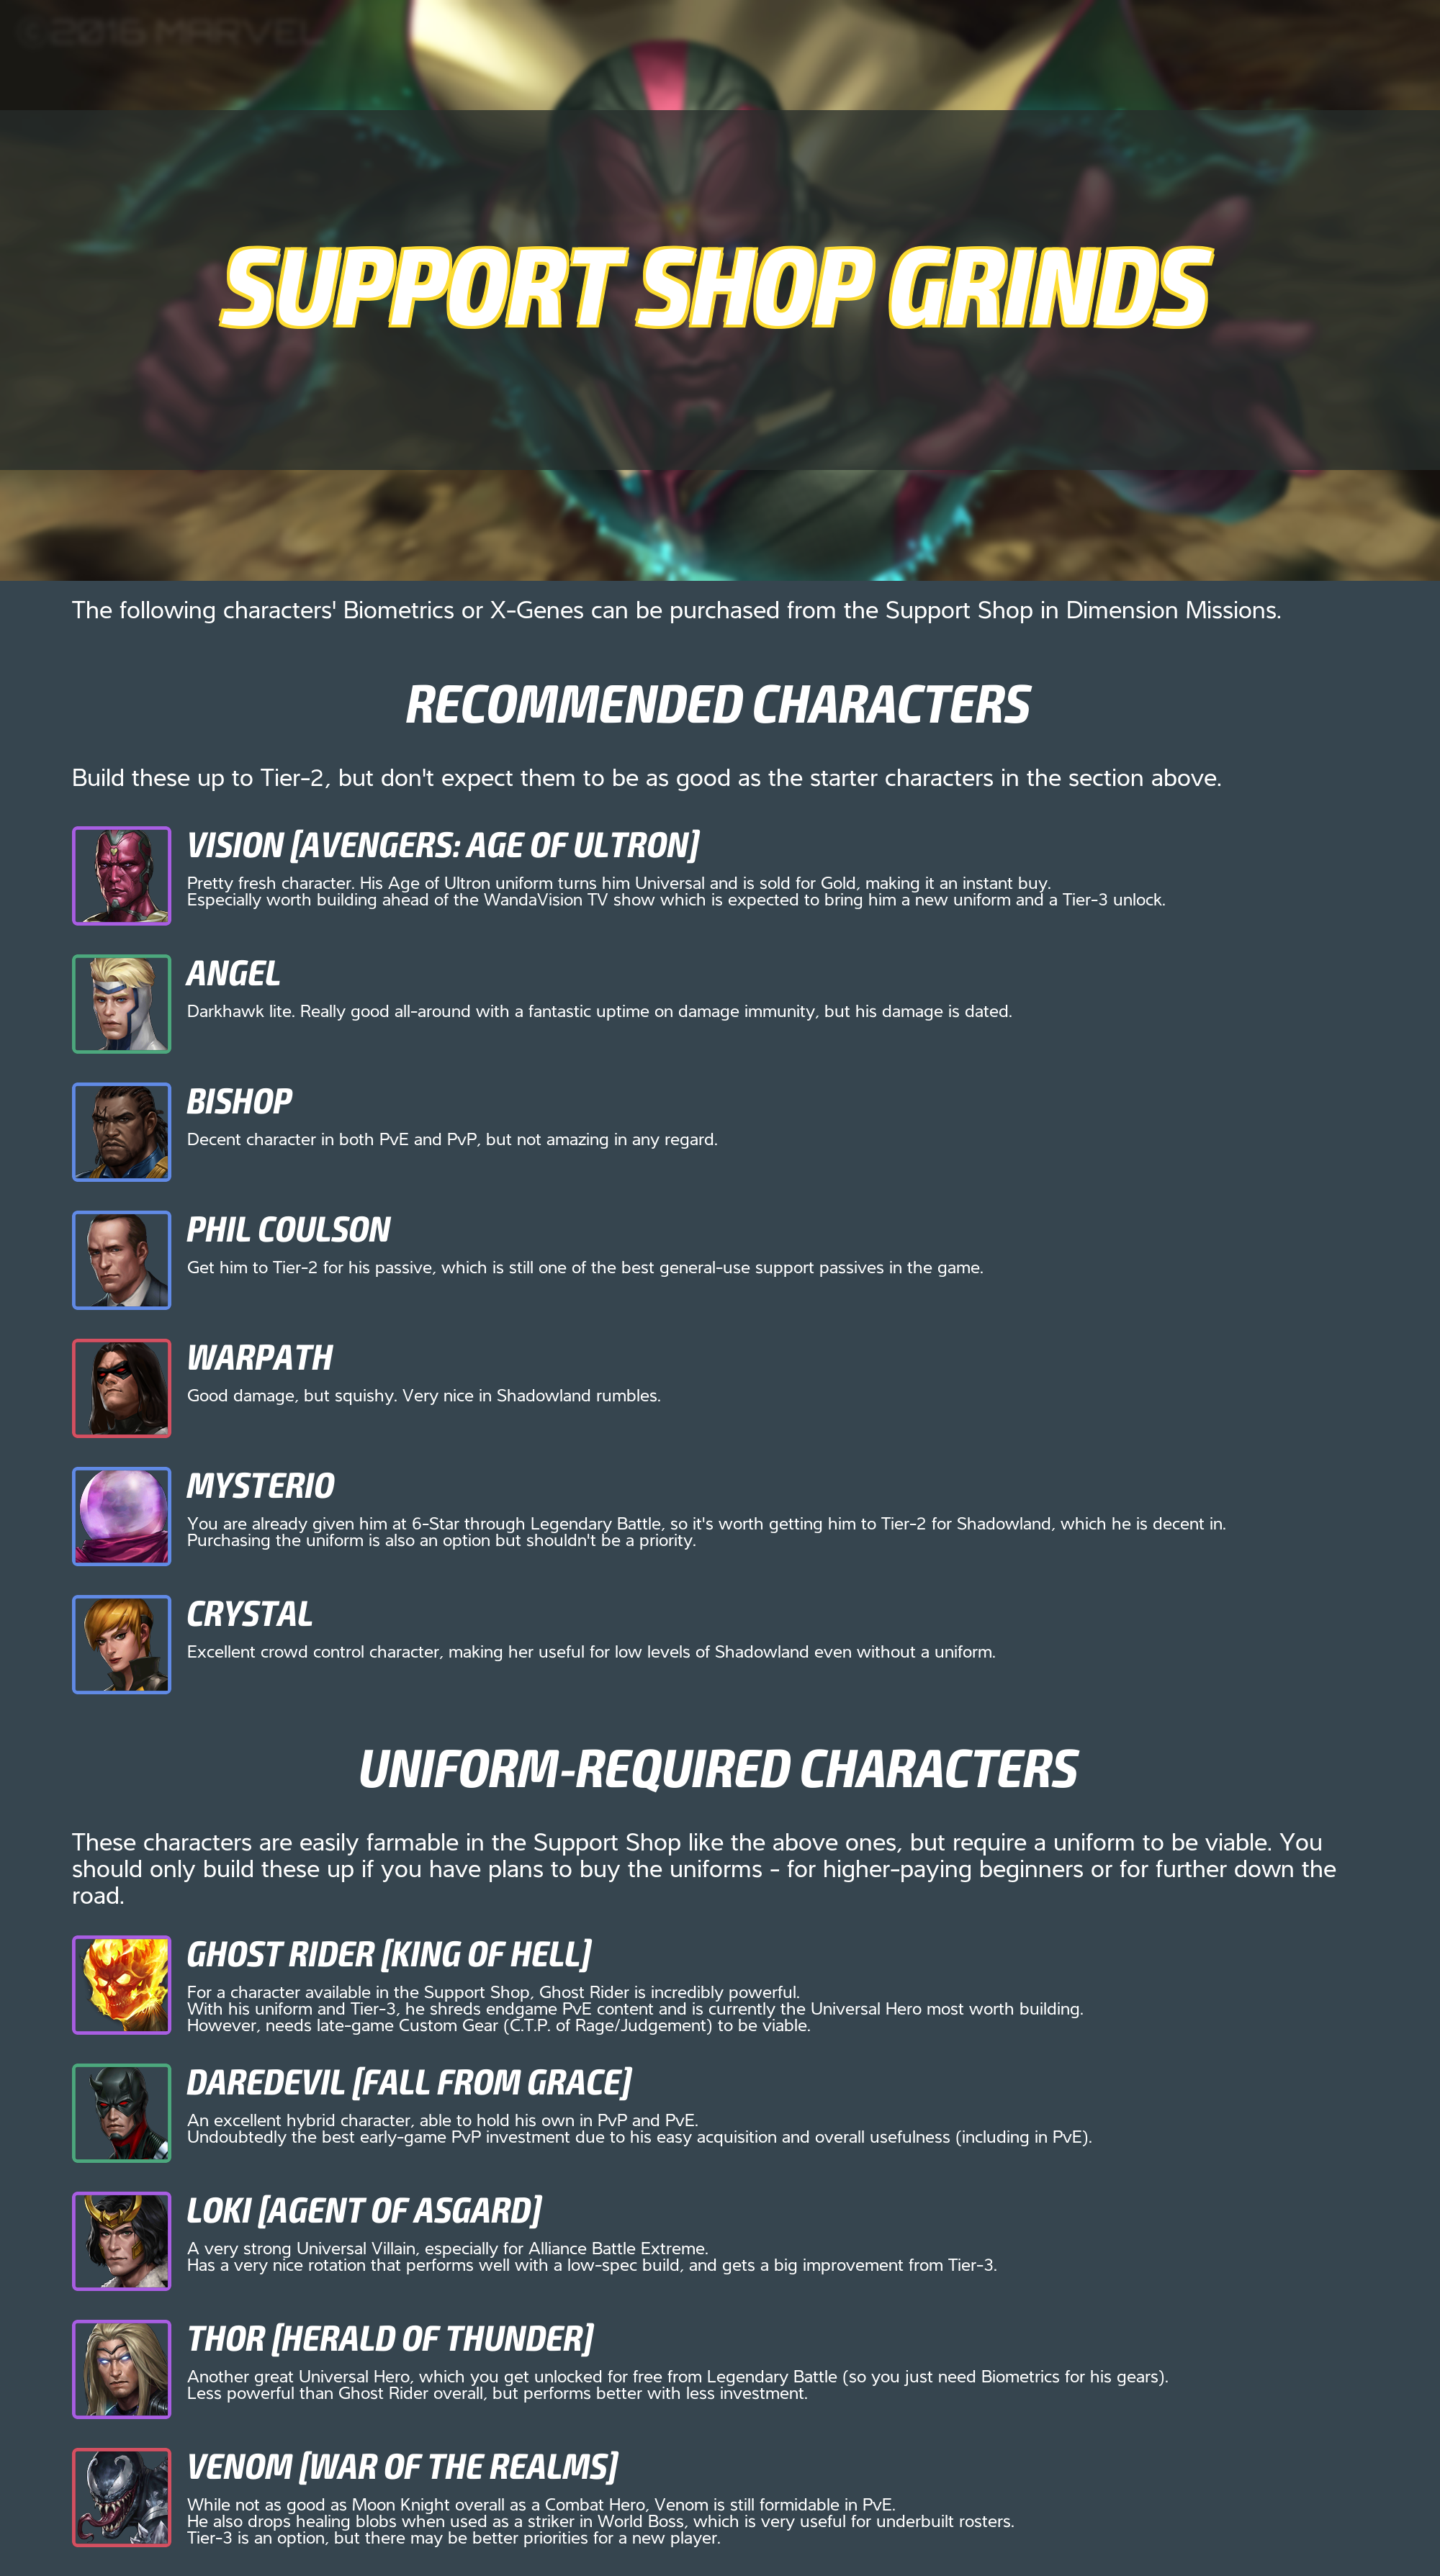 ©2016 MARVEL
SUPPORT SHOP GRINDS
The following characters' Biometrics or X-Genes can be purchased from the Support Shop in Dimension Missions.
RECOMMENDED CHARACTERS
Build these up to Tier-2, but don't expect them to be as good as the starter characters in the section above.
VISION [AVENGERS: AGE OF ULTRON]
Pretty fresh character. His Age of Ultron uniform turns him Universal and is sold for Gold, making it an instant buy.
Especially worth building ahead of the WandaVision TV show which is expected to bring him a new uniform and a Tier-3 unlock.
ANGEL
Darkhawk lite. Really good all-around with a fantastic uptime on damage immunity, but his damage is dated.
BISHOP
Decent character in both PvE and PvP, but not amazing in any regard.
PHIL COULSON
Get him to Tier-2 for his passive, which is still one of the best general-use support passives in the game.
WARPATH
Good damage, but squishy. Very nice in Shadowland rumbles.
MYSTERIO
You are already given him at 6-Star through Legendary Battle, so it's worth getting him to Tier-2 for Shadowland, which he is decent in.
Purchasing the uniform is also an option but shouldn't be a priority.
CRYSTAL
Excellent crowd control character, making her useful for low levels of Shadowland even without a uniform.
UNIFORM-REQUIRED CHARACTERS
These characters are easily farmable in the Support Shop like the above ones, but require a uniform to be viable. You
should only build these up if you have plans to buy the uniforms - for higher-paying beginners or for further down the
road.
GHOST RIDER [KING OF HELL]
For a character available in the Support Shop, Ghost Rider is incredibly powerful.
With his uniform and Tier-3, he shreds endgame PvE content and is currently the Universal Hero most worth building.
However, needs late-game Custom Gear (C.T.P. of Rage/Judgement) to be viable.
DAREDEVIL [FALL FROM GRACE]
An excellent hybrid character, able to hold his own in PvP and PvE.
Undoubtedly the best early-game PvP investment due to his easy acquisition and overall usefulness (including in PvE).
LOKI [AGENT OF ASGARD]
A very strong Universal Villain, especially for Alliance Battle Extreme.
Has a very nice rotation that performs well with a low-spec build, and gets a big improvement from Tier-3.
THOR [HERALD OF THUNDER]
Another great Universal Hero, which you get unlocked for free from Legendary Battle (so you just need Biometrics for his gears).
Less powerful than Ghost Rider overall, but performs better with less investment.
VENOM [WAR OF THE REALMS]
While not as good as Moon Knight overall as a Combat Hero, Venom is still formidable in PvE.
He also drops healing blobs when used as a striker in World Boss, which is very useful for underbuilt rosters.
Tier-3 is an option, but there may be better priorities for a new player.